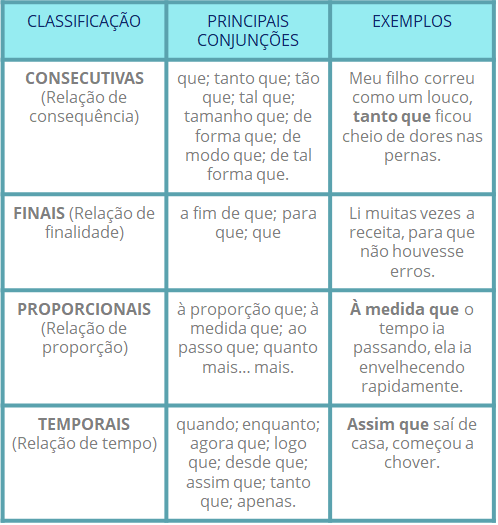 CLASSIFICAÇÃO
PRINCIPAIS
CONJUNÇÕES
EXEMPLOS
CONSECUTIVAS
(Relação de
consequência)
que; tanto que; tão
que; tal que;
tamanho que; de
forma que; de
modo que; de tal
forma que.
Meu filho correu
como um louco,
tanto que ficou
cheio de dores nas
pernas.
FINAIS (Relação de
finalidade)
a fim de que; para
que; que
Li muitas vezes a
receita, para que
não houvesse
erros.
PROPORCIONAIS
(Relação de
proporção)
à proporção que; à
medida que; ao
passo que; quanto
mais... mais.
À medida que o
tempo ia
passando, ela ia
envelhecendo
rapidamente.
TEMPORAIS
(Relação de tempo)
quando; enquanto;
agora que; logo
que; desde que;
assim que; tanto
que; apenas.
Assim que saí de
casa, começou a
chover.